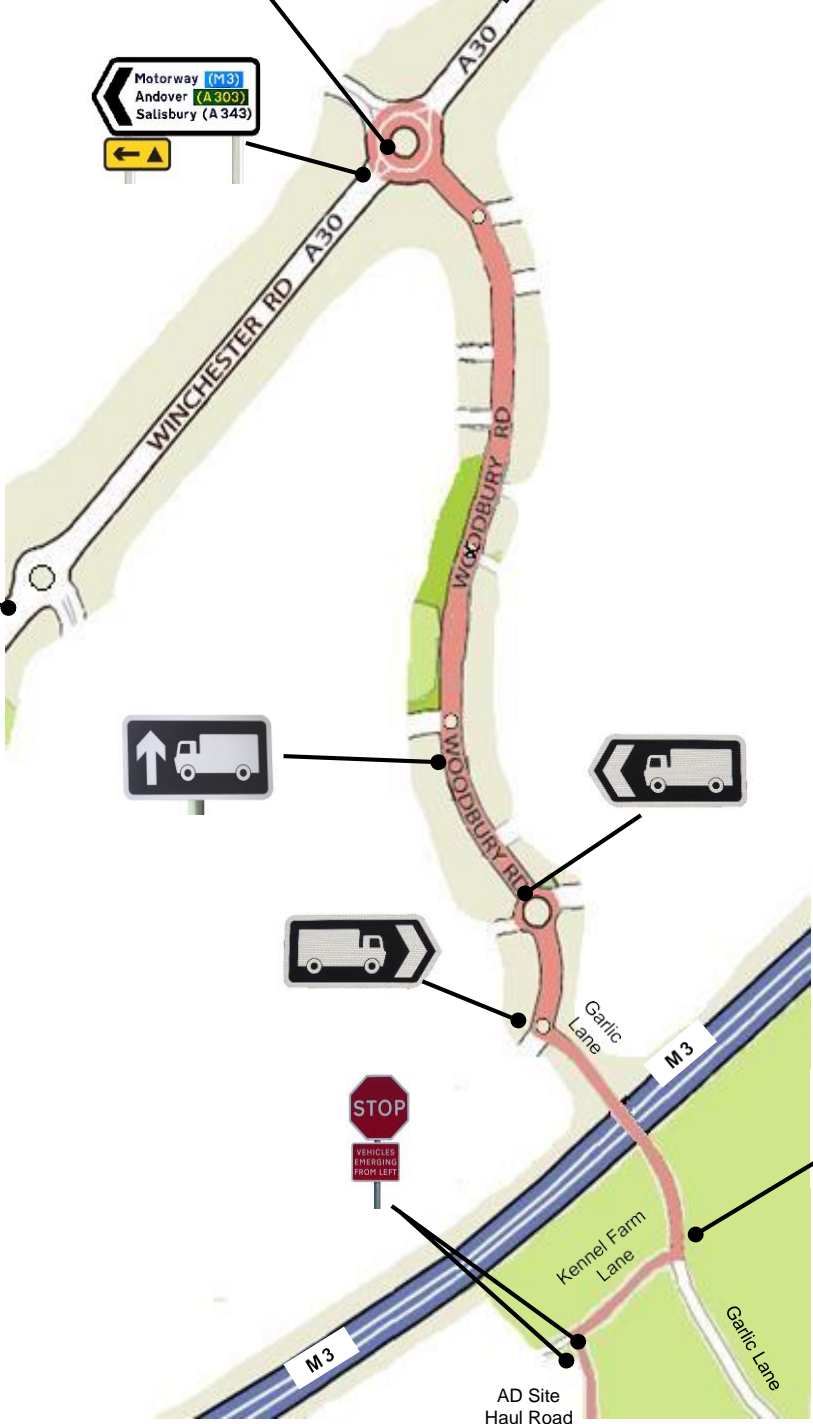 A30
Motorway (M3)
Andover (A303)
Salisbury (A343)
A30
WINCHESTER RD
WOODBURY RD
WOODBURY RD
Garlic
Lane
M3
STOP
VEHICLES
EMERGING
FROM LEFT
Kennel Farm
Lane
Garlic Lane
M3
AD Site
Haul Road